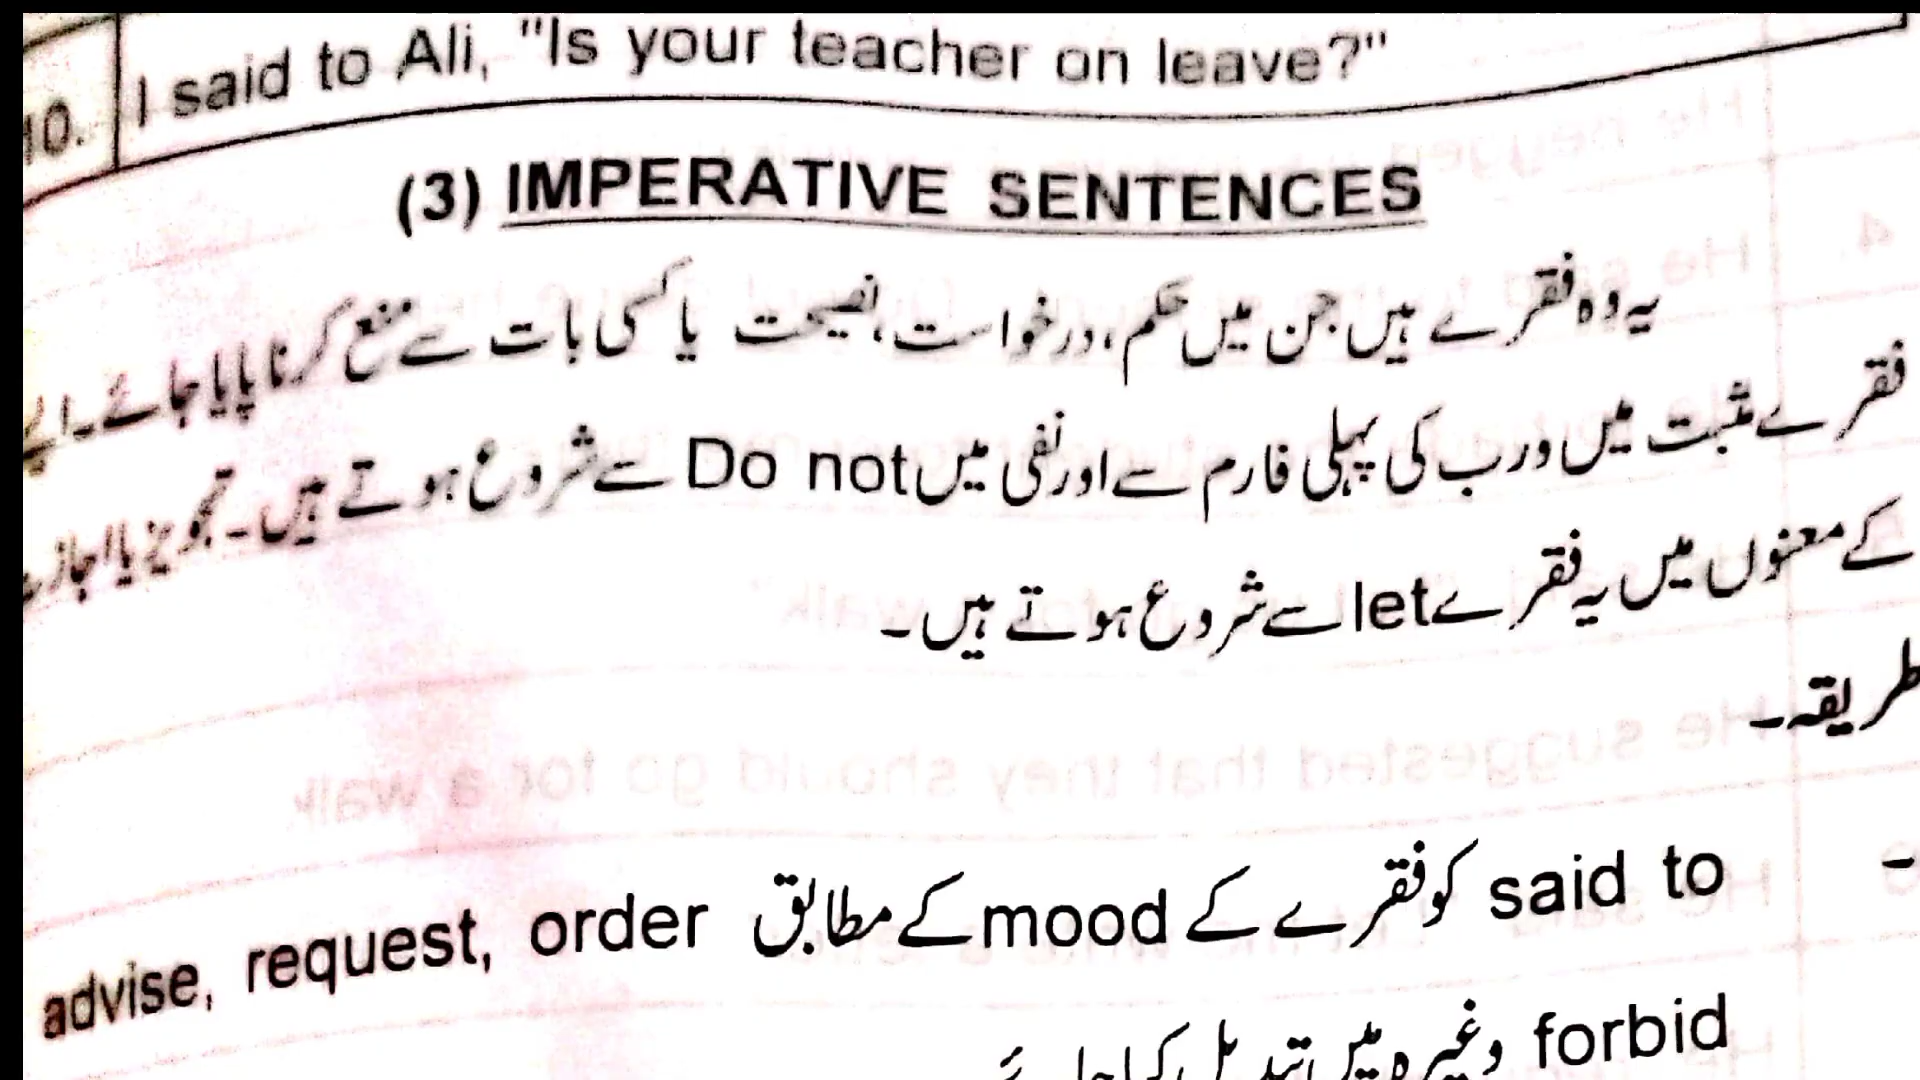 10. I said to Ali, "Is your teacher on leave?"
(3) IMPERATIVE SENTENCES
یہ وہ فقرے ہیں جن میں حکم، درخواست، نصیحت یا کسی بات سے منع کرنا پایا جائے۔ ایسے
فقرے مثبت میں ورب کی پہلی فارم سے اور نفی میں Do not سے شروع ہوتے ہیں۔ تجویز یا اجازت
کے معنوں میں یہ فقرے let سے شروع ہوتے ہیں۔
طریقہ۔
said to کو فقرے کے mood کے مطابق advise, request, order
forbid وغیرہ میں تبدیل کیا جائے